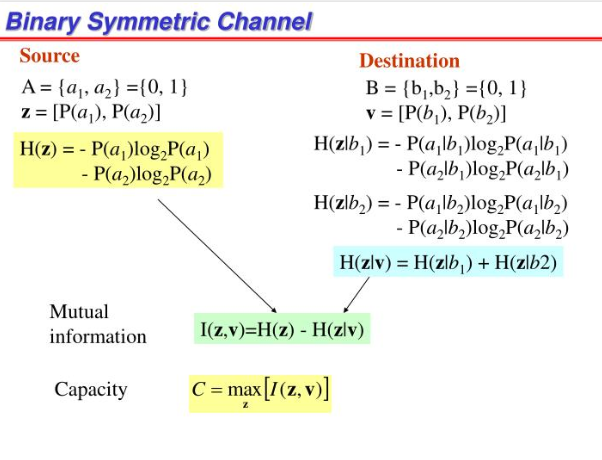 Binary Symmetric Channel
Source
A = {a₁, a₂} ={0, 1}
z = [P(a₁), P(a₂)]
H(z) = - P(a₁)log₂P(a₁)
- P(a₂)log₂P(a₂)
Destination
B = {b₁,b₂} ={0, 1}
v = [P(b₁), P(b₂)]
H(z|b₁) = - P(a₁|b₁)log₂P(a₁|b₁)
- P(a₂|b₁)log₂P(a₂|b₁)
H(z|b₂) = - P(a₁|b₂)log₂P(a₁|b₂)
- P(a₂|b₂)log₂P(a₂|b₂)
H(z|v) = H(z|b₁) + H(z|b2)
Mutual
information
I(z,v)=H(z) - H(z|v)
Capacity
C = max[I(z, v)]
z